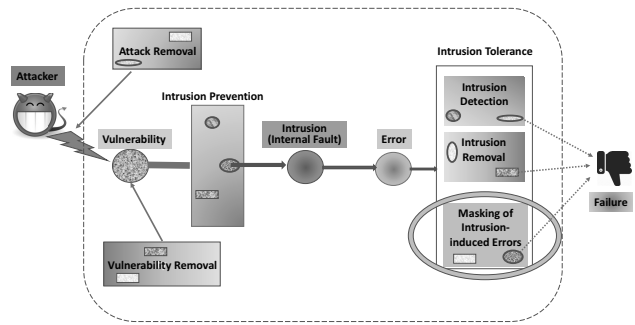 Attack Removal
Intrusion Tolerance
Attacker
Intrusion Prevention
Intrusion
Detection
Vulnerability
Intrusion
(Internal Fault)
Error
Intrusion
Removal
Failure
Masking of
Intrusion-
induced Errors
Vulnerability Removal